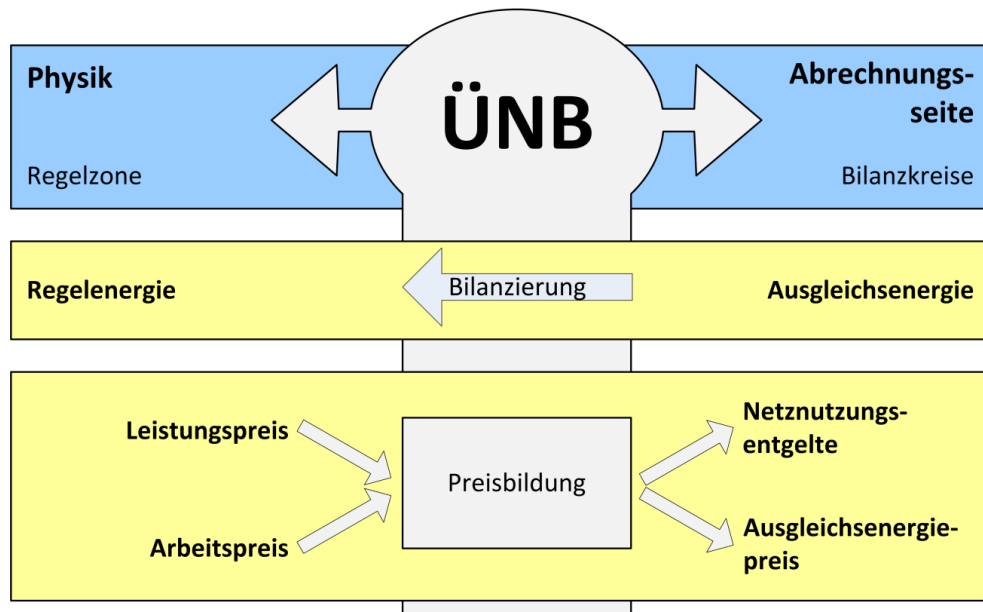 Physik
Regelzone
ÜNB
Abrechnungs-
seite
Bilanzkreise
Regelenergie
Bilanzierung
Ausgleichsenergie
Leistungspreis
Arbeitspreis
Preisbildung
Netznutzungs-
entgelte
Ausgleichsenergie-
preis